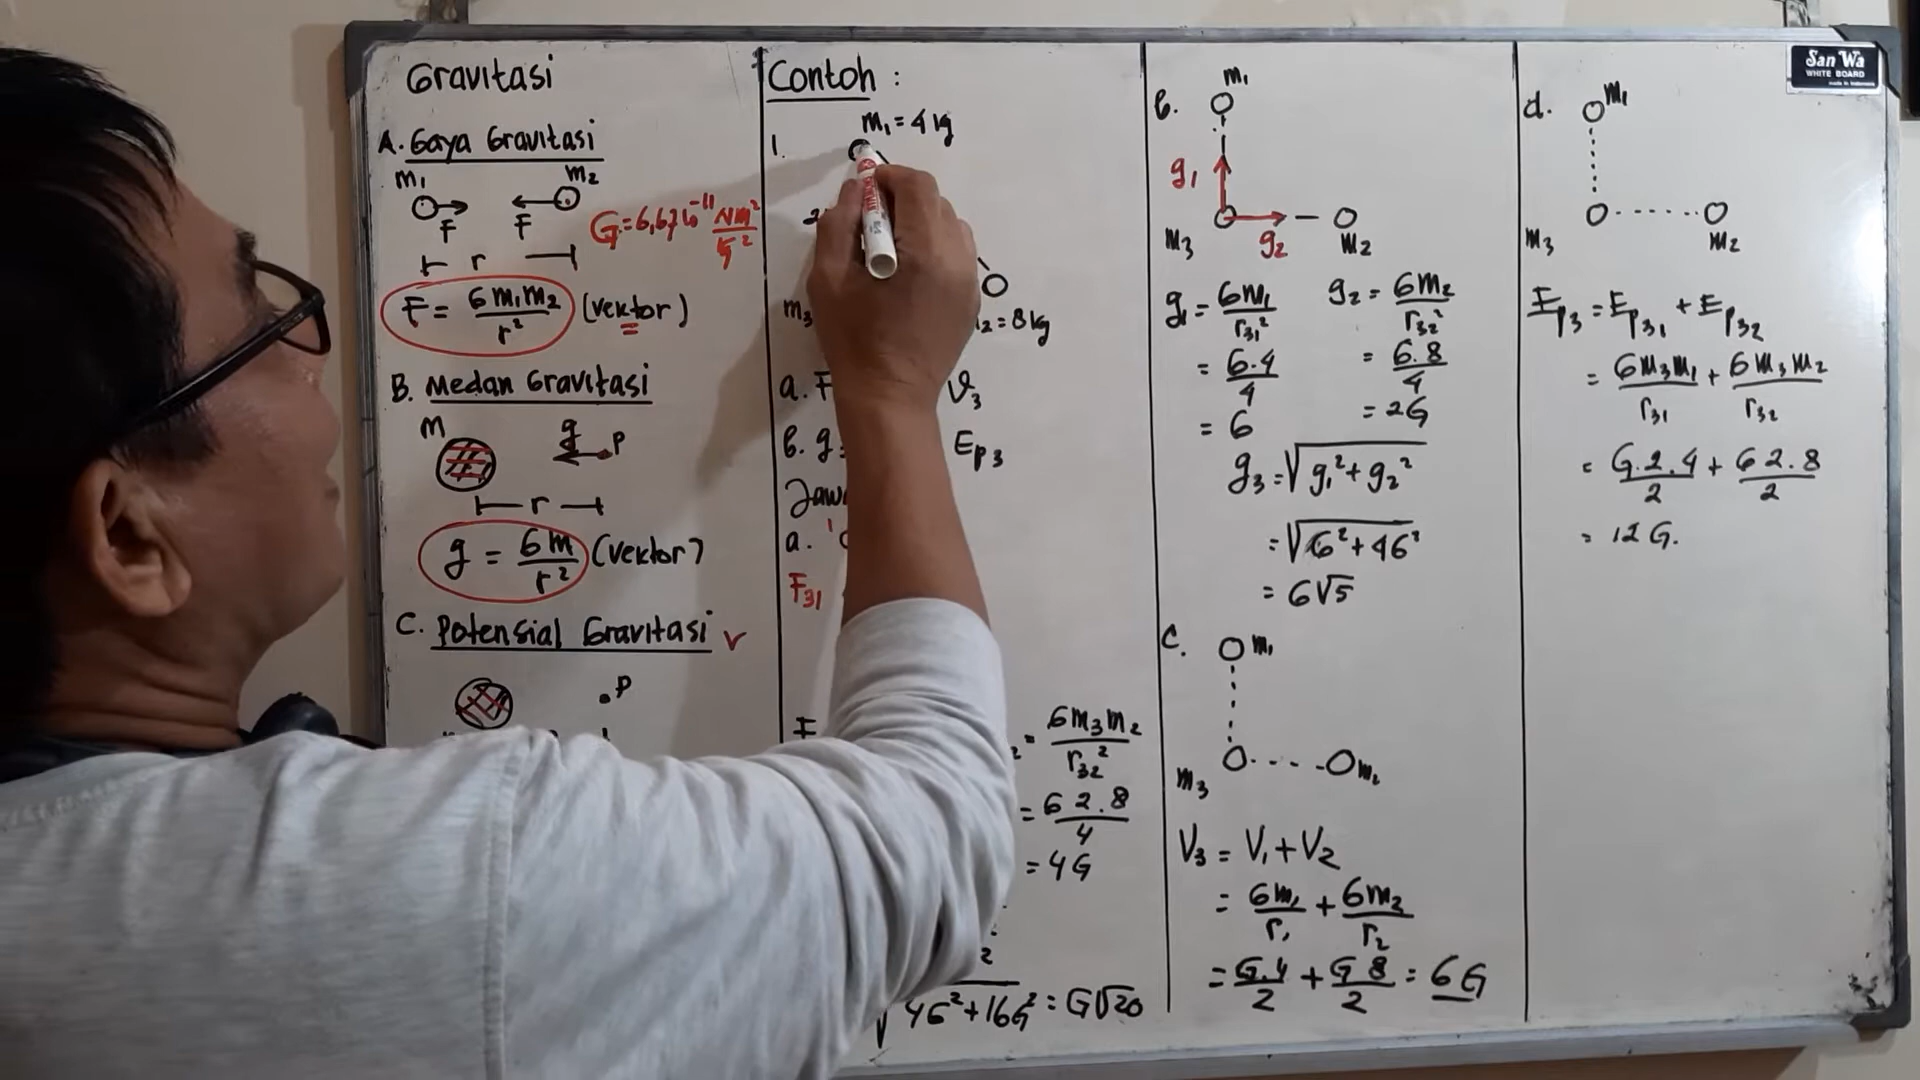 Gravitasi
A. Gaya Gravitasi
m₁ m₂
F F
r
G = 6,67 10⁻¹¹ Nm²/kg²
F = Gm₁m₂/r² (vektor)
B. Medan Gravitasi
M g P
r
g = Gm/r² (vektor)
C. Potensial Gravitasi V
P
Contoh :
1. m₁ = 4 kg
m₃
= 8 kg
a. F V₃
b. g Ep₃
a.
F₃₁
= Gm₃m₂/r₃₂²
= G 2.8/4
= 4G
√4G²+16G² = G√20
b. m₁
g₁
m₃ g₂ m₂
g₁ = Gm₁/r₃₁² g₂ = Gm₂/r₃₂²
= G.4/4 = G.8/4
= G = 2G
g₃ = √g₁²+g₂²
= √G²+4G²
= G√5
C. m₁
m₃ m₂
V₃ = V₁+V₂
= Gm₁/r₁ + Gm₂/r₂
= G.4/2 + G 8/2 = 6G
d. m₁
m₃ m₂
Ep₃ = Ep₃₁ + Ep₃₂
= Gm₃m₁/r₃₁ + Gm₃m₂/r₃₂
= G.2.4/2 + G 2.8/2
= 12 G.
San Wa
WHITE BOARD